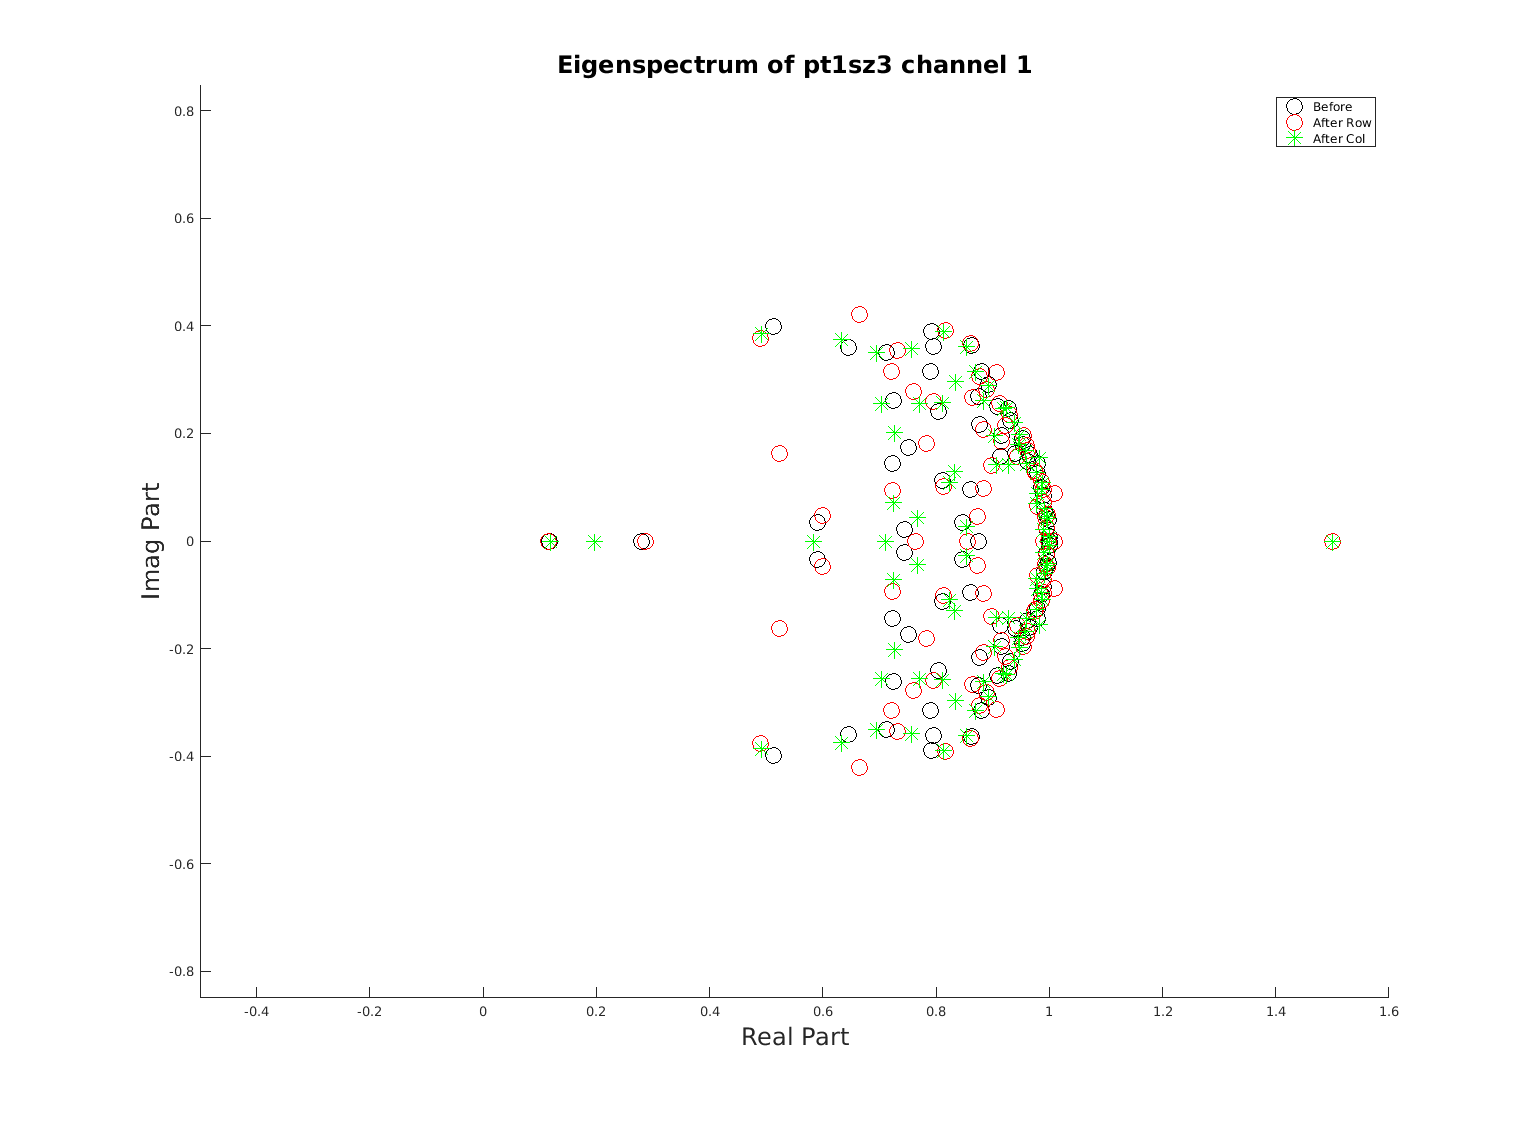 Eigenspectrum of pt1sz3 channel 1
Before
After Row
After Col
0.8
0.6
0.4
0.2
0
-0.2
-0.4
-0.6
-0.8
Imag Part
-0.4 -0.2 0 0.2 0.4 0.6 0.8 1 1.2 1.4 1.6
Real Part